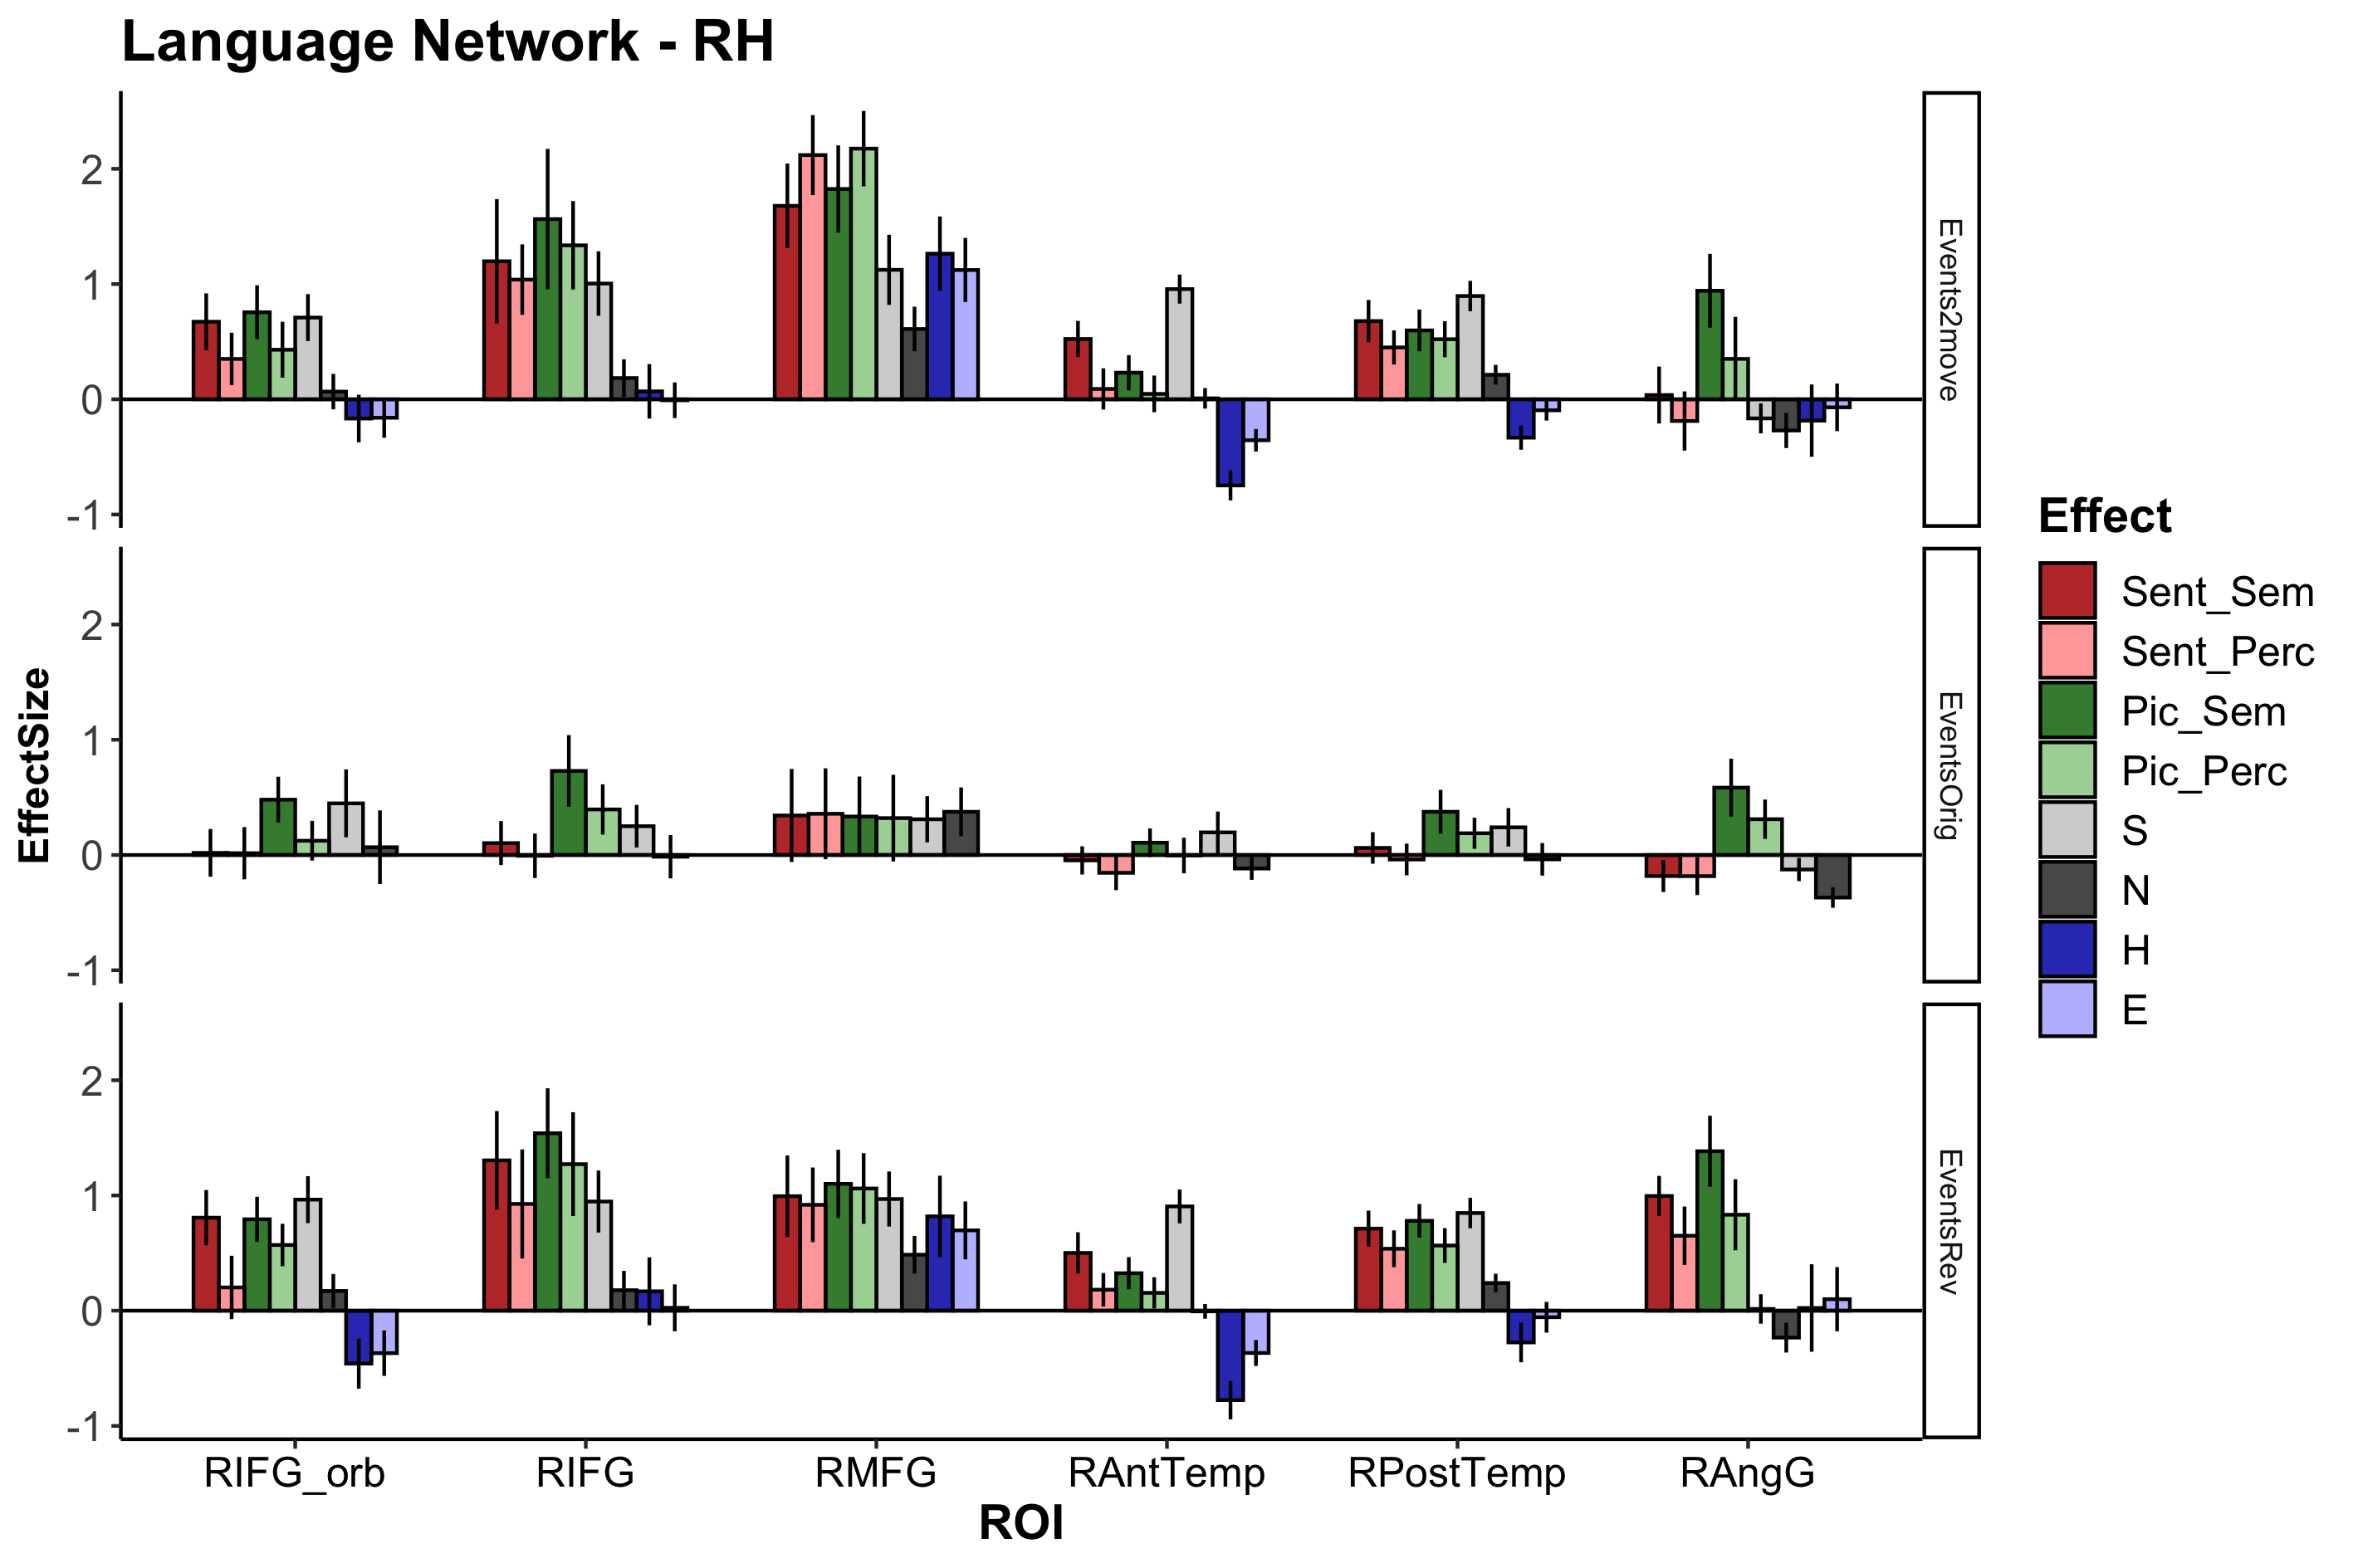 Language Network - RH
2
1
0
-1
Events2move
2
1
0
-1
EventsOrig
2
1
0
-1
EventsRev
EffectSize
RIFG_orb
RIFG
RMFG
RAntTemp
RPostTemp
RAngG
ROI
Effect
Sent_Sem
Sent_Perc
Pic_Sem
Pic_Perc
S
N
H
E